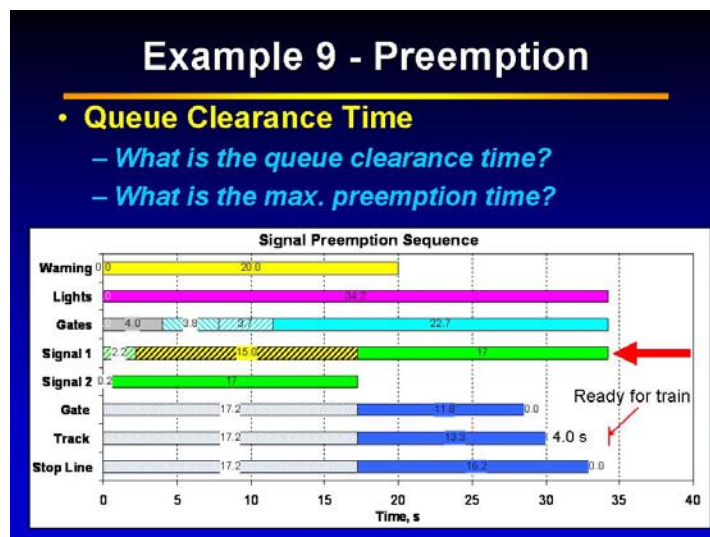 Example 9 - Preemption
• Queue Clearance Time
– What is the queue clearance time?
– What is the max. preemption time?
Signal Preemption Sequence
Warning 0.0 20.0
Lights 34.2
Gates 4.0 3.8 3.7 22.7
Signal 1 2.2 15.0 17
Signal 2 0.2 17
Ready for train
Gate 17.2 11.8 0.0
Track 17.2 13.3 4.0 s
Stop Line 17.2 16.2 0.0
0 5 10 15 20 25 30 35 40
Time, s